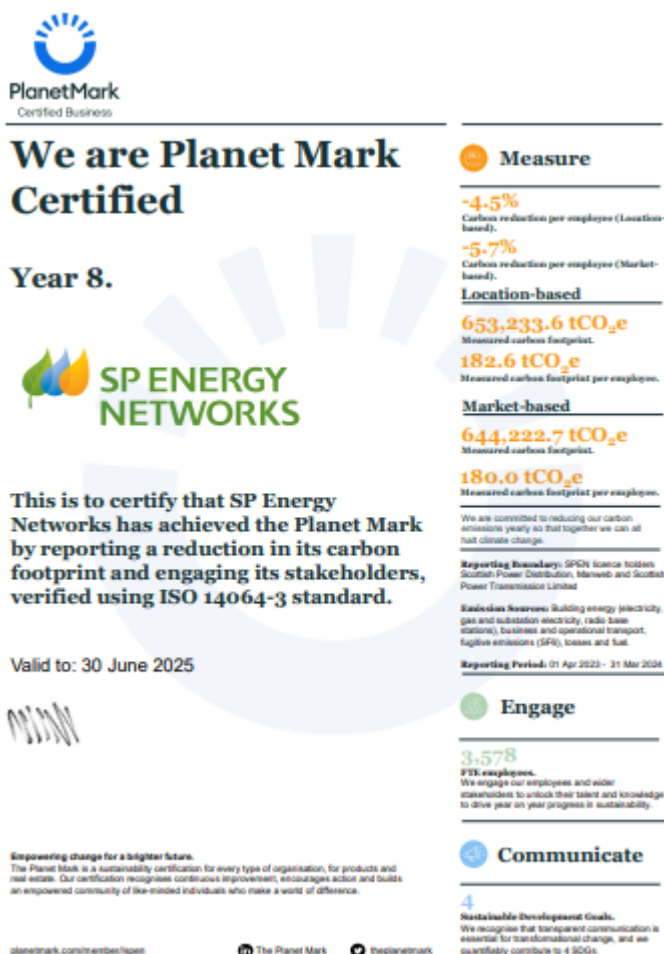 PlanetMark
Certified Business
We are Planet Mark
Certified
Year 8.
SP ENERGY
NETWORKS
This is to certify that SP Energy
Networks has achieved the Planet Mark
by reporting a reduction in its carbon
footprint and engaging its stakeholders,
verified using ISO 14064-3 standard.
Valid to: 30 June 2025
Empowering change for a brighter future.
The Planet Mark is a sustainability certification for every type of organisation, for products and
real estate. Our certification recognises continuous improvement, encourages action and builds
an empowered community of like-minded individuals who make a world of difference.
planetmark.com/member/spen
The Planet Mark
theplanetmark
Measure
-4.5%
Carbon reduction per employee (Location-
based).
-5.7%
Carbon reduction per employee (Market-
based).
Location-based
653,233.6 tCO₂e
Measured carbon footprint.
182.6 tCO₂e
Measured carbon footprint per employee.
Market-based
644,222.7 tCO₂e
Measured carbon footprint.
180.0 tCO₂e
Measured carbon footprint per employee.
We are committed to reducing our carbon
emissions yearly so that together we can all
halt climate change.
Reporting Boundary: SPEN licence holders
Scottish Power Distribution, Manweb and Scottish
Power Transmission Limited
Emission Sources: Building energy (electricity,
gas and substation electricity, radio base
stations), business and operational transport,
fugitive emissions (SF6), losses and fuel.
Reporting Period: 01 Apr 2023 - 31 Mar 2024
Engage
3,578
FTE employees.
We engage our employees and wider
stakeholders to unlock their talent and knowledge
to drive year on year progress in sustainability.
Communicate
4
Sustainable Development Goals.
We recognise that transparent communication is
essential for transformational change, and we
quantifiably contribute to 4 SDGs.